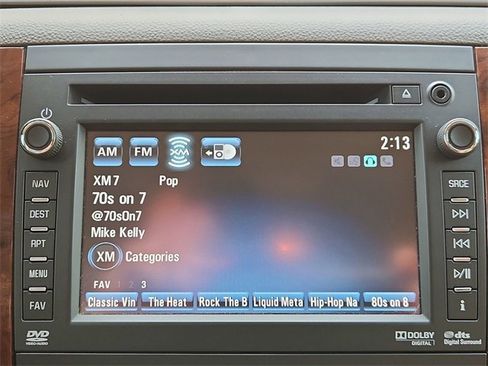 AM FM XM 2:13
XM7 Pop
70s on 7
@70sOn7
Mike Kelly
XM Categories
FAV 1 2 3
Classic Vin The Heat Rock The B Liquid Meta Hip-Hop Na 80s on 8
NAV
DEST
RPT
MENU
FAV
SRCE
i
DVD
VIDEO/AUDIO
DOLBY
DIGITAL
dts
Digital Surround